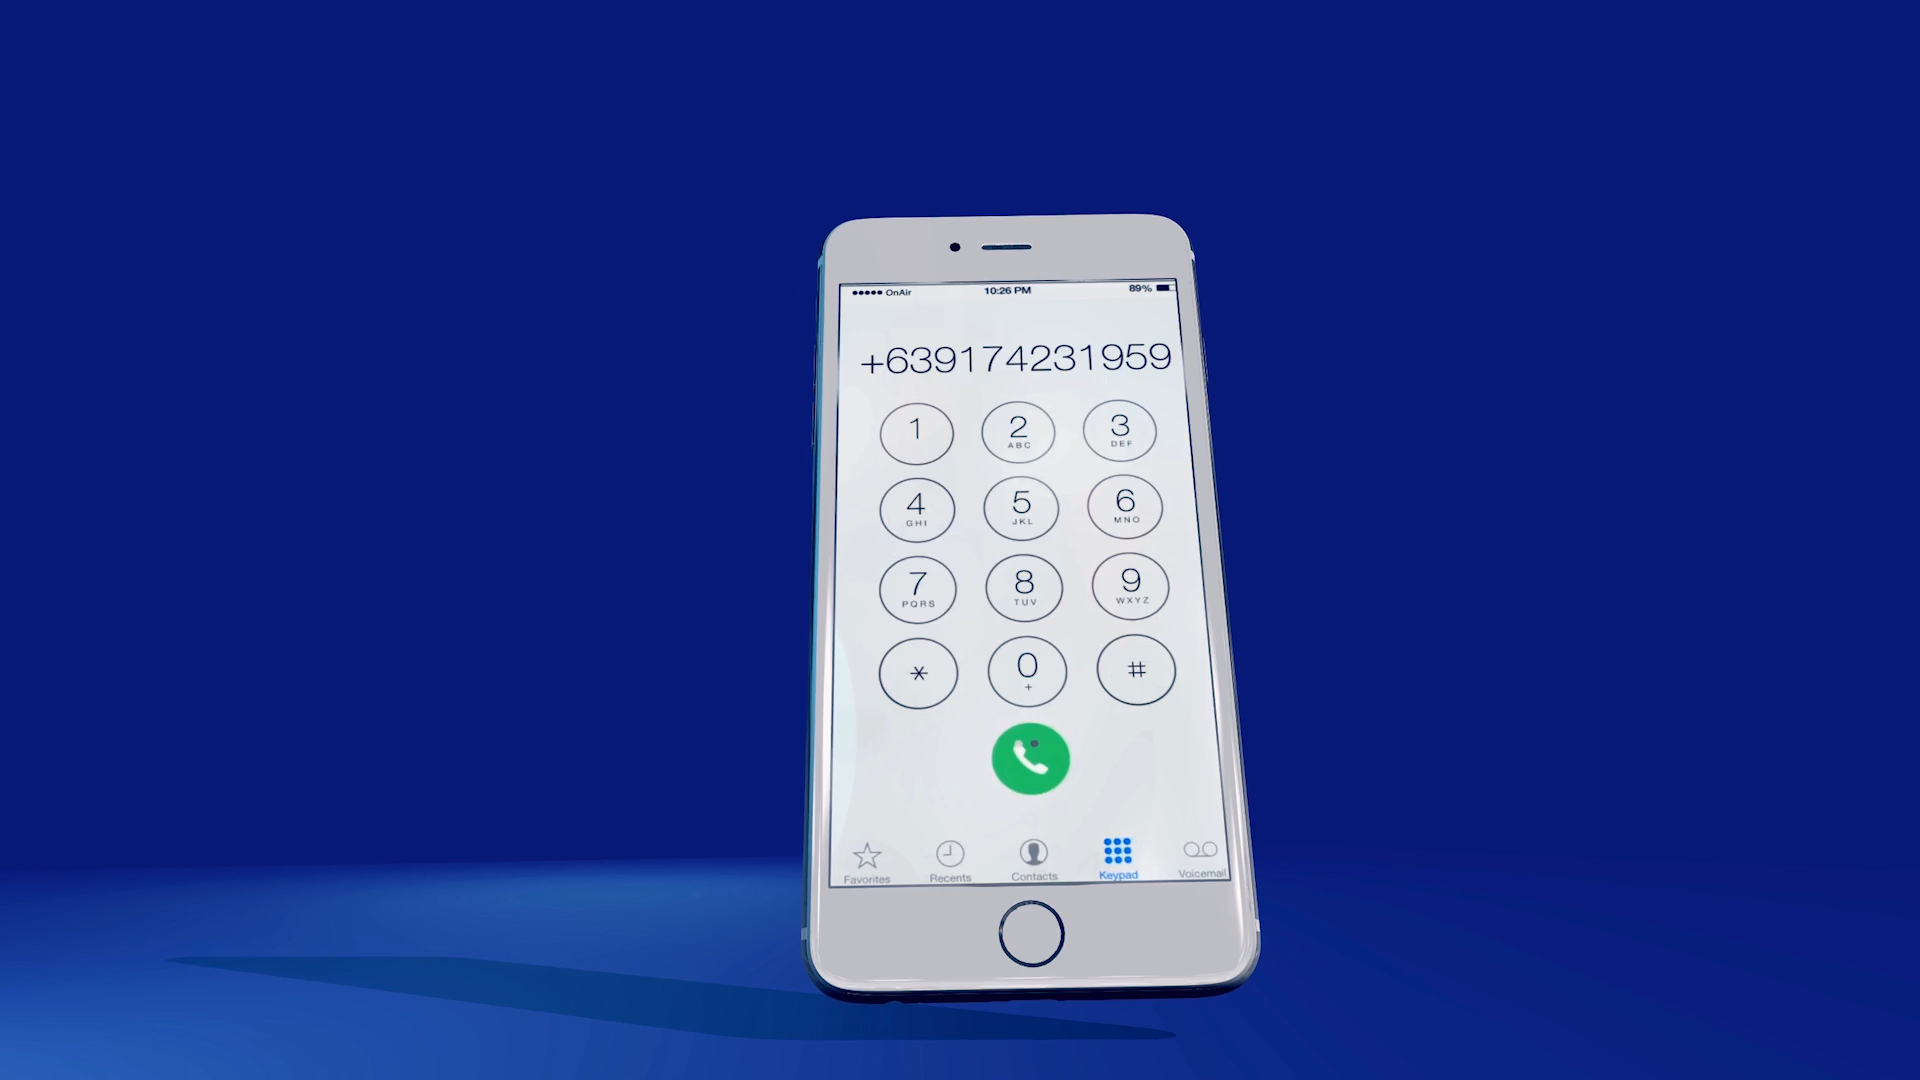 ●●●●● OnAir 10:26 PM 89%
+639174231959
1 2 3
ABC DEF
4 5 6
GHI JKL MNO
7 8 9
PQRS TUV WXYZ
* 0 #
+
Favorites Recents Contacts Keypad Voicemail